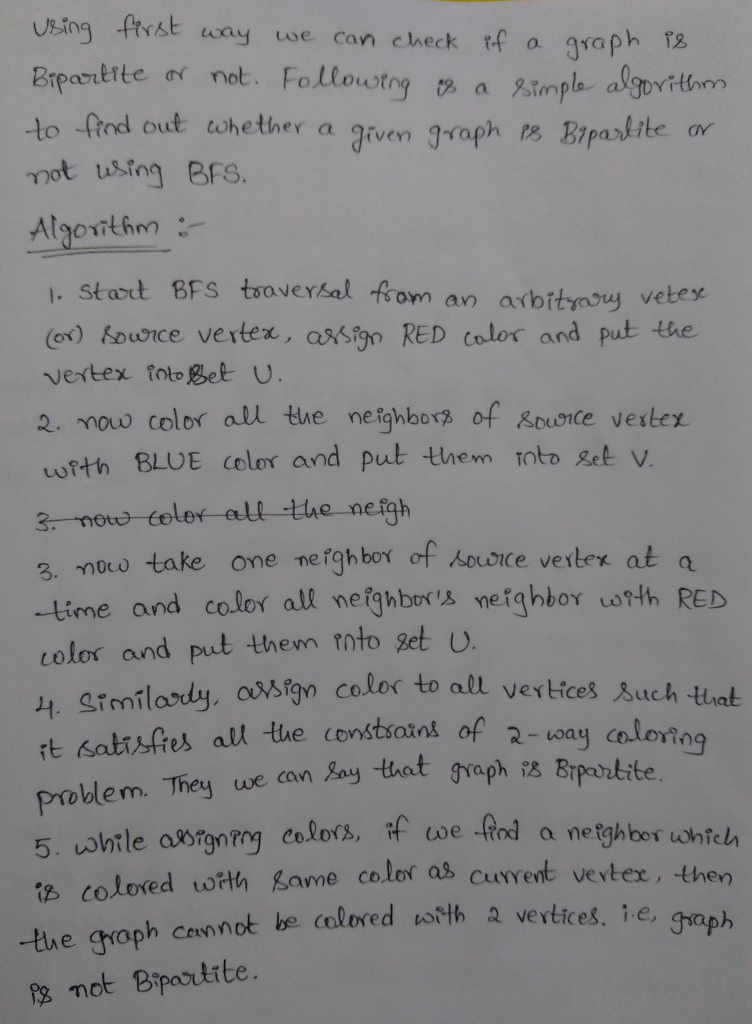 Using first way we can check if a graph is
Bipartite or not. Following is a simple algorithm
to find out whether a given graph is Bipartite or
not using BFS.
Algorithm :-
1. Start BFS traversal from an arbitrary vetex
(or) source vertex, assign RED color and put the
vertex into set U.
2. now color all the neighbors of source vertex
with BLUE color and put them into set V.
3. now color all the neigh
3. now take one neighbor of source vertex at a
time and color all neighbor's neighbor with RED
color and put them into set U.
4. Similarly, assign color to all vertices such that
it satisfies all the constrains of 2-way coloring
problem. They we can say that graph is Bipartite.
5. while assigning colors, if we find a neighbor which
is colored with same color as current vertex, then
the graph cannot be colored with 2 vertices. i.e, graph
is not Bipartite.